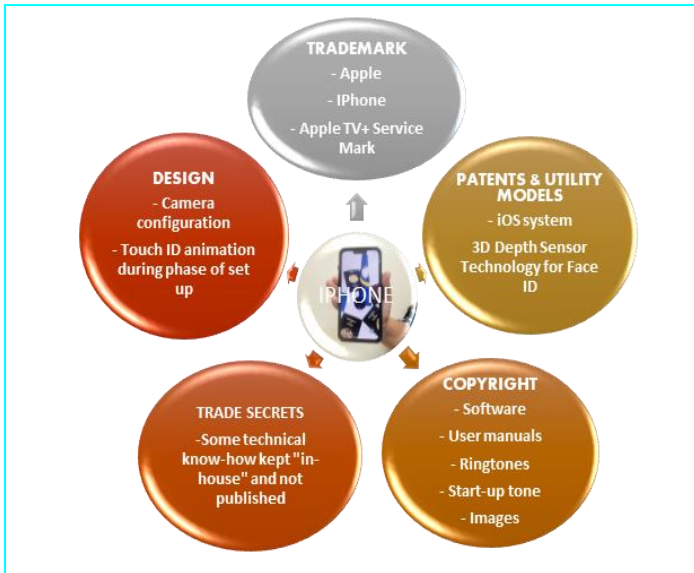 TRADEMARK
- Apple
- IPhone
- Apple TV+ Service
Mark
DESIGN
- Camera
configuration
- Touch ID animation
during phase of set
up
PATENTS & UTILITY
MODELS
- iOS system
3D Depth Sensor
Technology for Face
ID
IPHONE
TRADE SECRETS
-Some technical
know-how kept "in-
house" and not
published
COPYRIGHT
- Software
- User manuals
- Ringtones
- Start-up tone
- Images